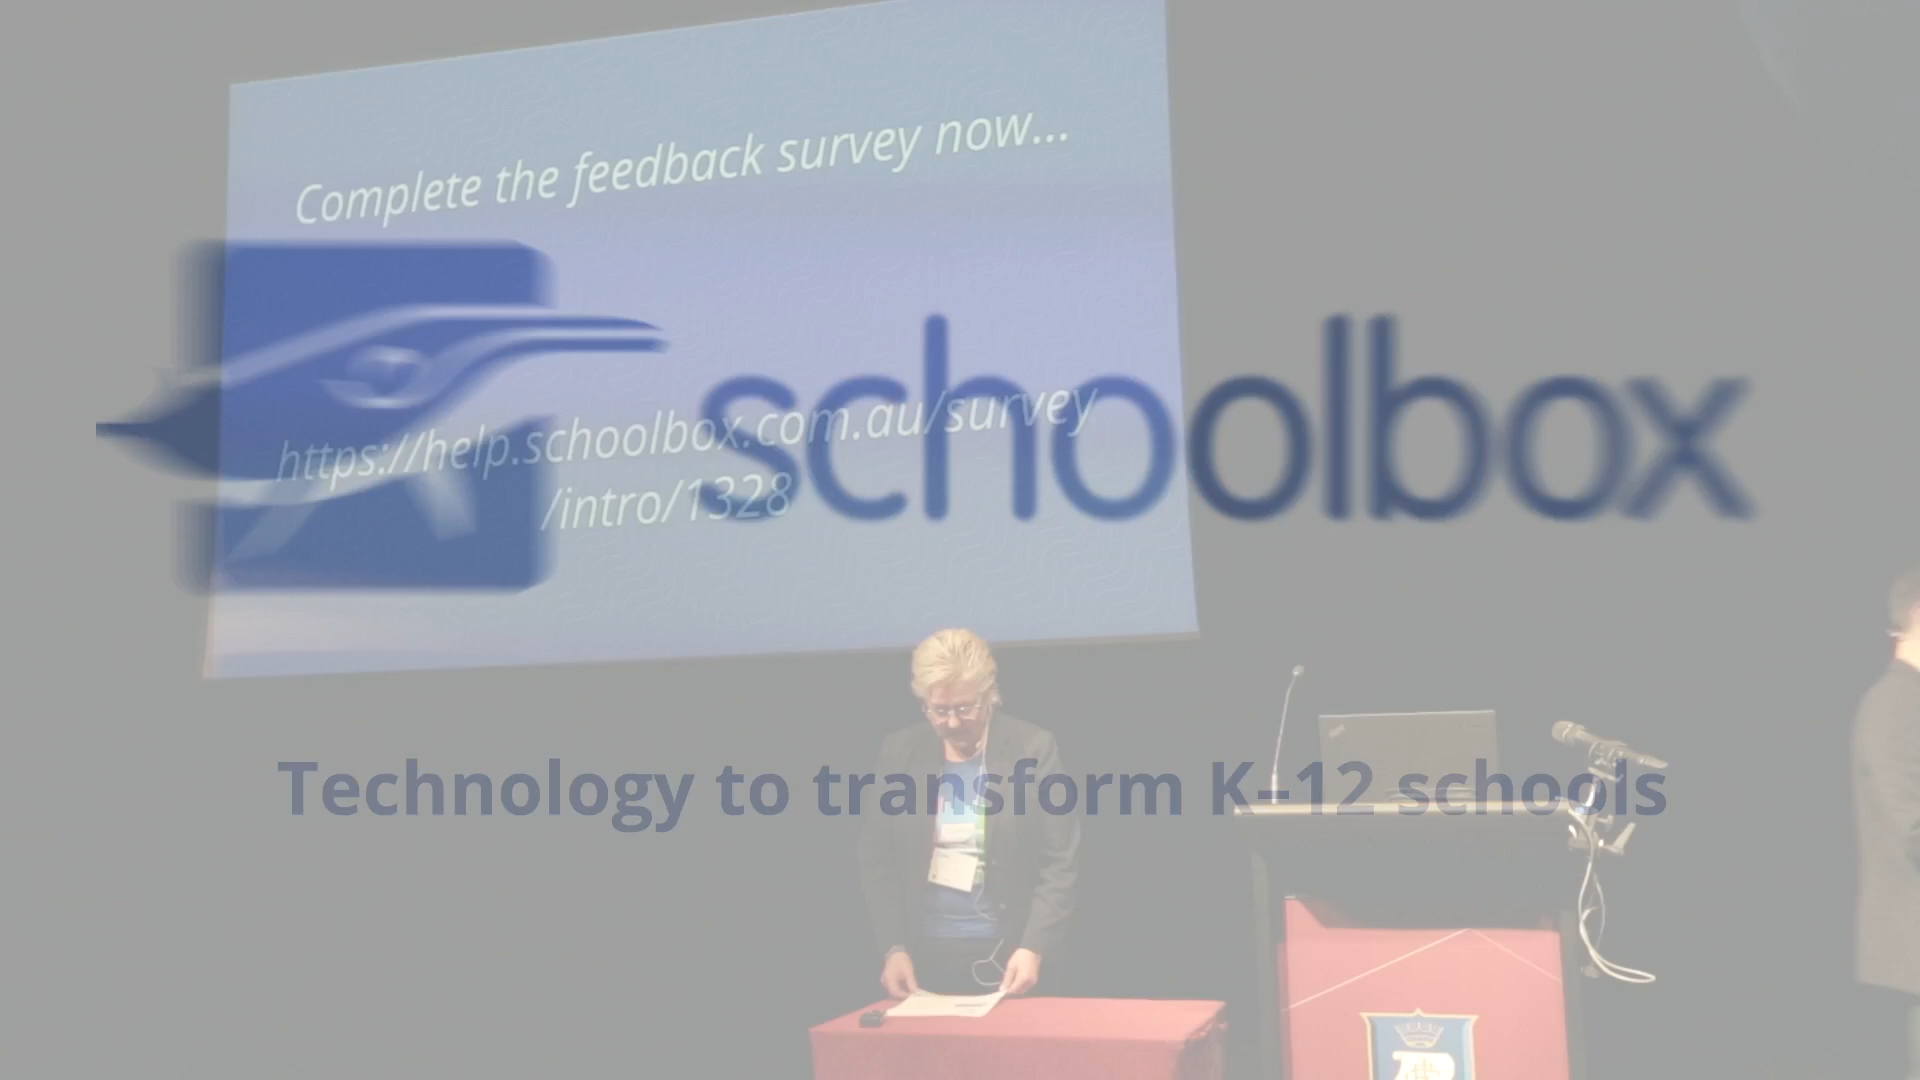 Complete the feedback survey now...
https://help.schoolbox.com.au/survey
/intro/1328
schoolbox
Technology to transform K–12 schools